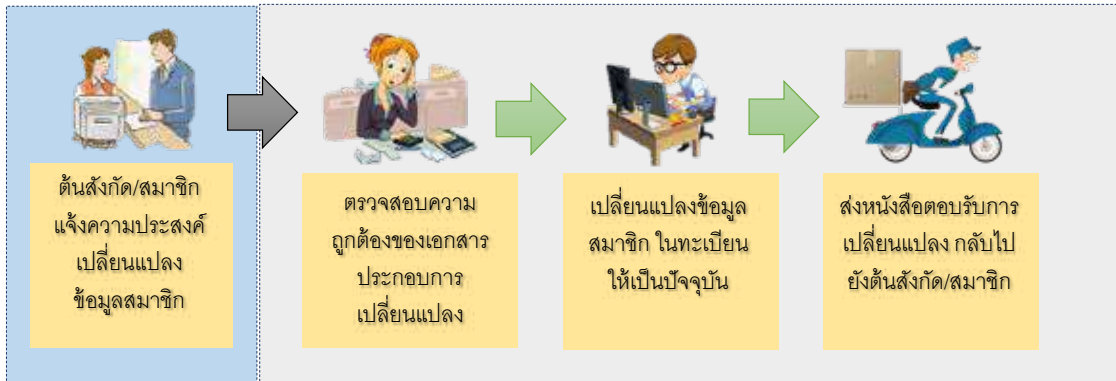 ต้นสังกัด/สมาชิก
แจ้งความประสงค์
เปลี่ยนแปลง
ข้อมูลสมาชิก
ตรวจสอบความ
ถูกต้องของเอกสาร
ประกอบการ
เปลี่ยนแปลง
เปลี่ยนแปลงข้อมูล
สมาชิก ในทะเบียน
ให้เป็นปัจจุบัน
ส่งหนังสือตอบรับการ
เปลี่ยนแปลง กลับไป
ยังต้นสังกัด/สมาชิก